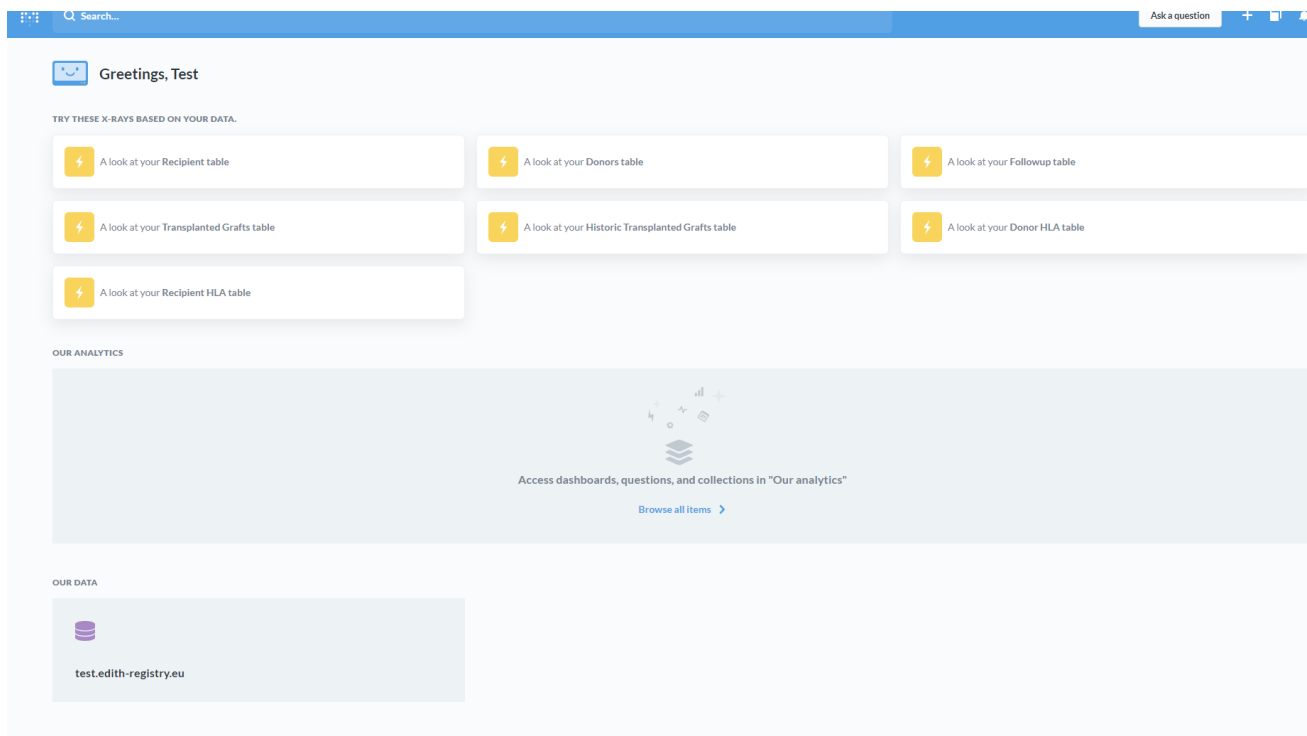 Search...
Ask a question
Greetings, Test
TRY THESE X-RAYS BASED ON YOUR DATA.
A look at your Recipient table
A look at your Donors table
A look at your Followup table
A look at your Transplanted Grafts table
A look at your Historic Transplanted Grafts table
A look at your Donor HLA table
A look at your Recipient HLA table
OUR ANALYTICS
Access dashboards, questions, and collections in "Our analytics"
Browse all items
OUR DATA
test.edith-registry.eu